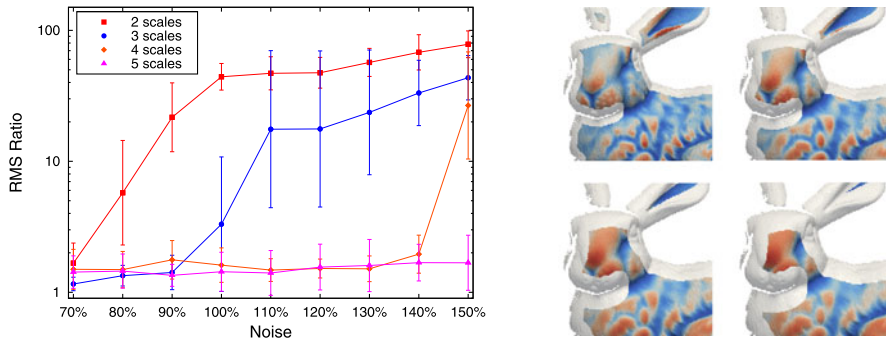 100
10
1
RMS Ratio
2 scales
3 scales
4 scales
5 scales
70% 80% 90% 100% 110% 120% 130% 140% 150%
Noise